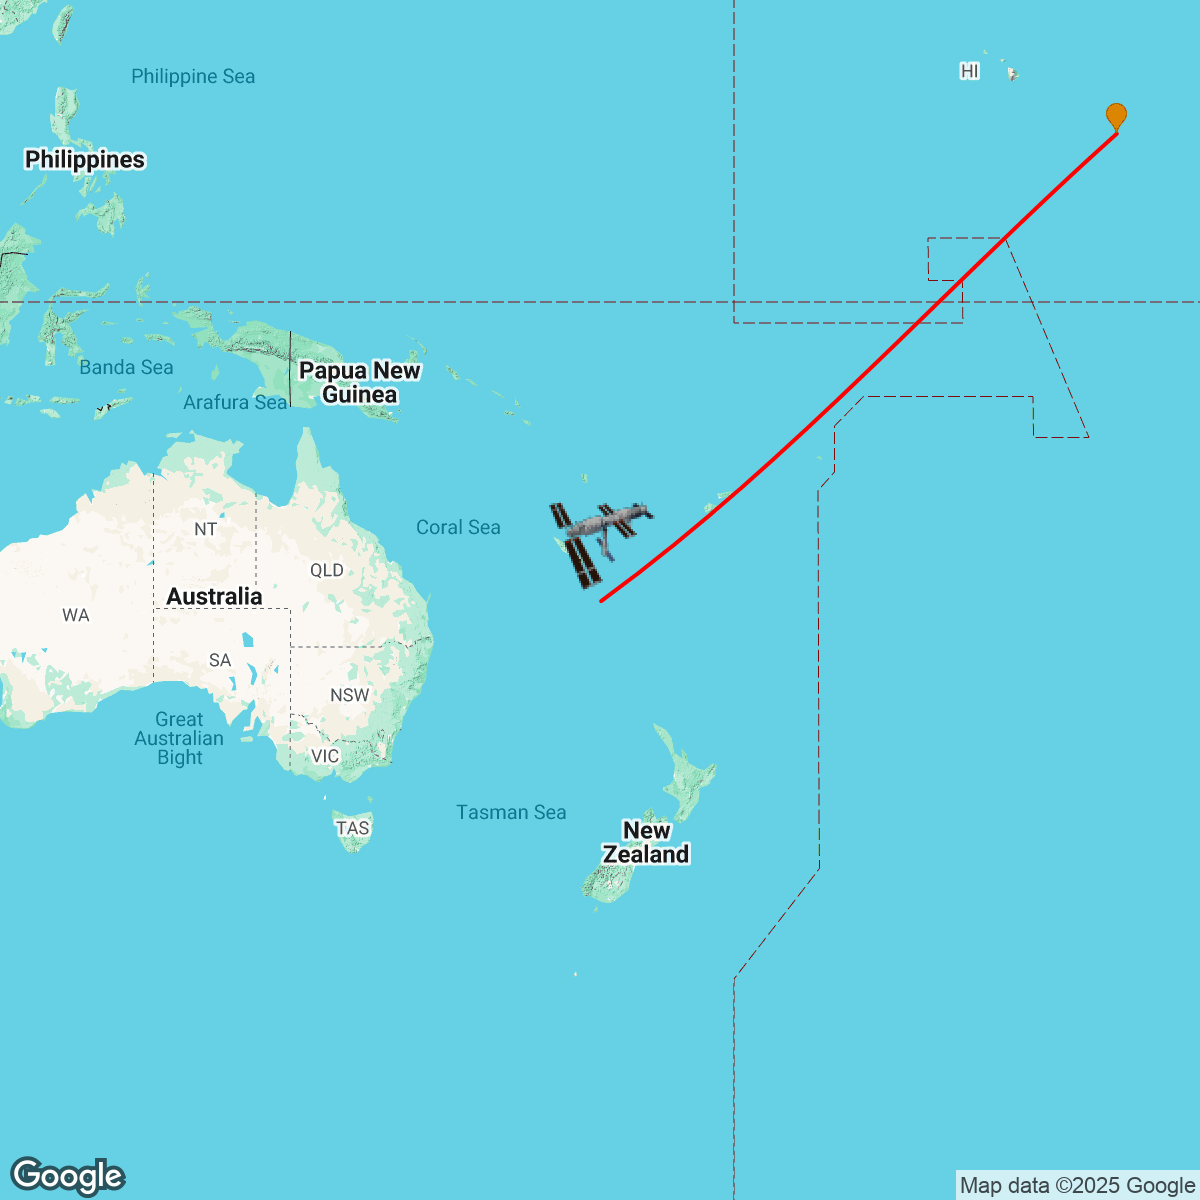 Philippine Sea
HI
Philippines
Banda Sea
Papua New
Guinea
Arafura Sea
Coral Sea
NT
QLD
Australia
WA
SA
NSW
Great
Australian
Bight
VIC
Tasman Sea
TAS
New
Zealand
Google
Map data ©2025 Google